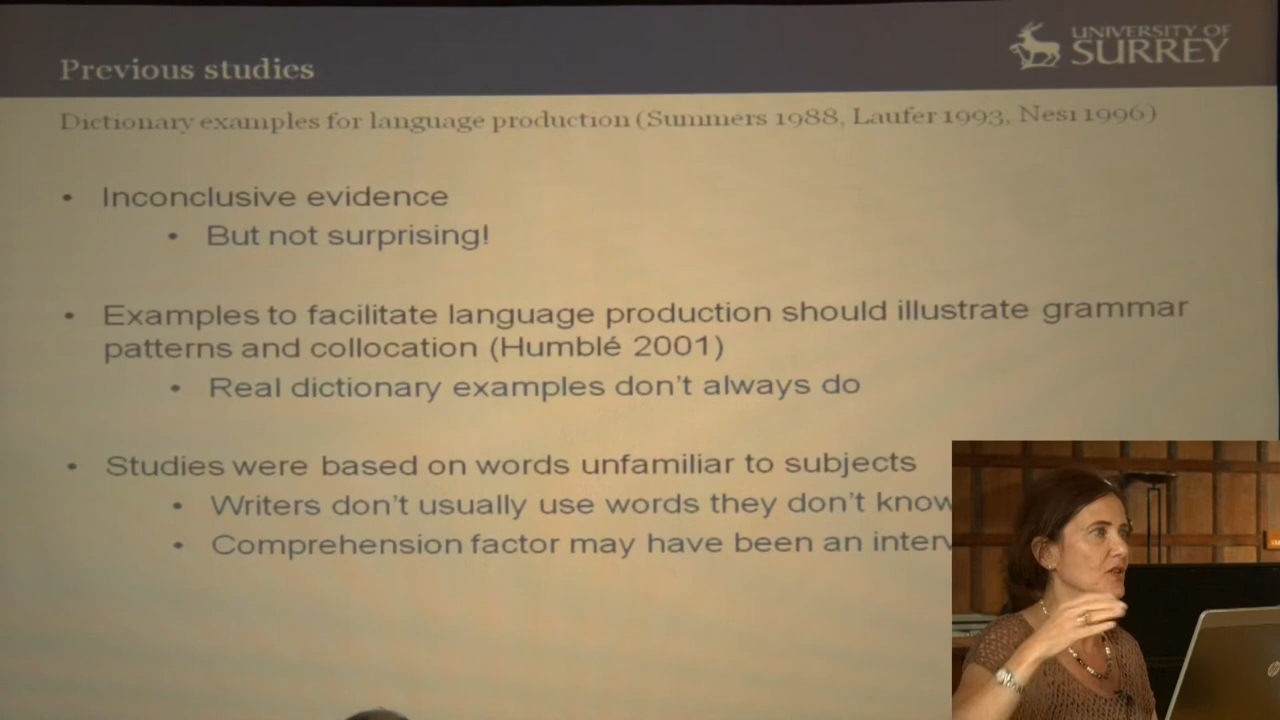 UNIVERSITY OF
SURREY
Previous studies
Dictionary examples for language production (Summers 1988, Laufer 1993, Nesi 1996)
• Inconclusive evidence
• But not surprising!
• Examples to facilitate language production should illustrate grammar
patterns and collocation (Humblé 2001)
• Real dictionary examples don't always do
• Studies were based on words unfamiliar to subjects
• Writers don't usually use words they don't know
• Comprehension factor may have been an